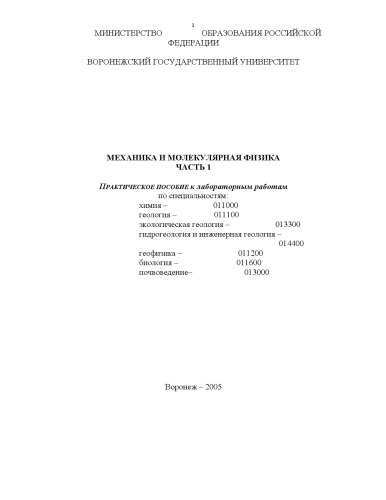 1
МИНИСТЕРСТВО ОБРАЗОВАНИЯ РОССИЙСКОЙ
ФЕДЕРАЦИИ
ВОРОНЕЖСКИЙ ГОСУДАРСТВЕННЫЙ УНИВЕРСИТЕТ
МЕХАНИКА И МОЛЕКУЛЯРНАЯ ФИЗИКА
ЧАСТЬ 1
ПРАКТИЧЕСКОЕ ПОСОБИЕ к лабораторным работам
по специальностям:
химия – 011000
геология – 011100
экологическая геология – 013300
гидрогеология и инженерная геология –
014400
геофизика – 011200
биология – 011600
почвоведение– 013000
Воронеж – 2005